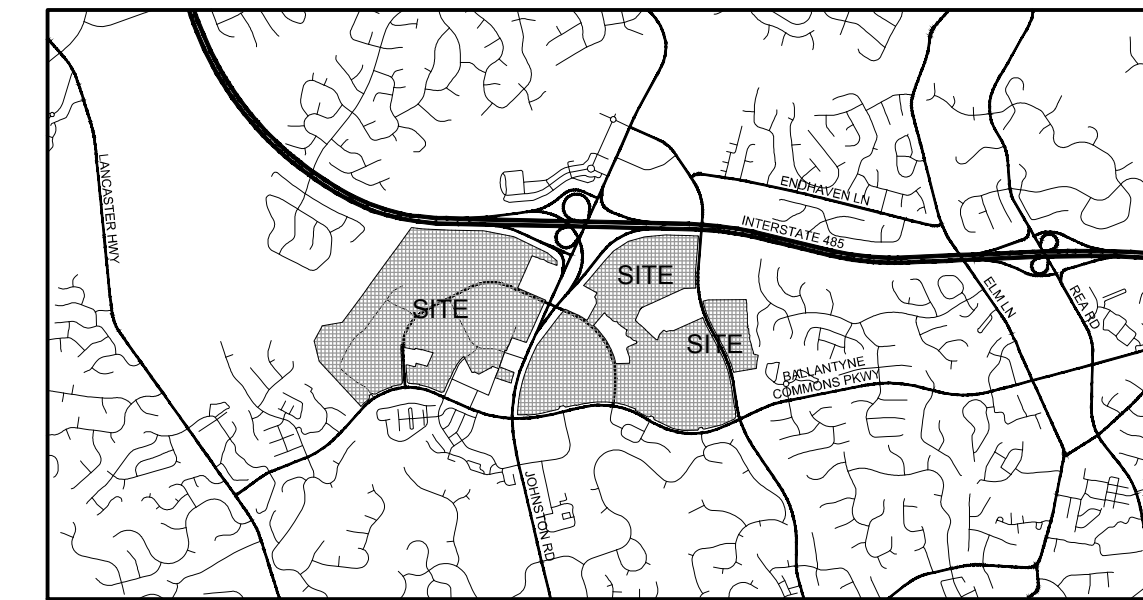 LANCASTER HWY
ENDHAVEN LN
INTERSTATE 485
SITE
SITE
SITE
ELM LN
REA RD
BALLANTYNE
COMMONS PKWY
JOHNSTON RD